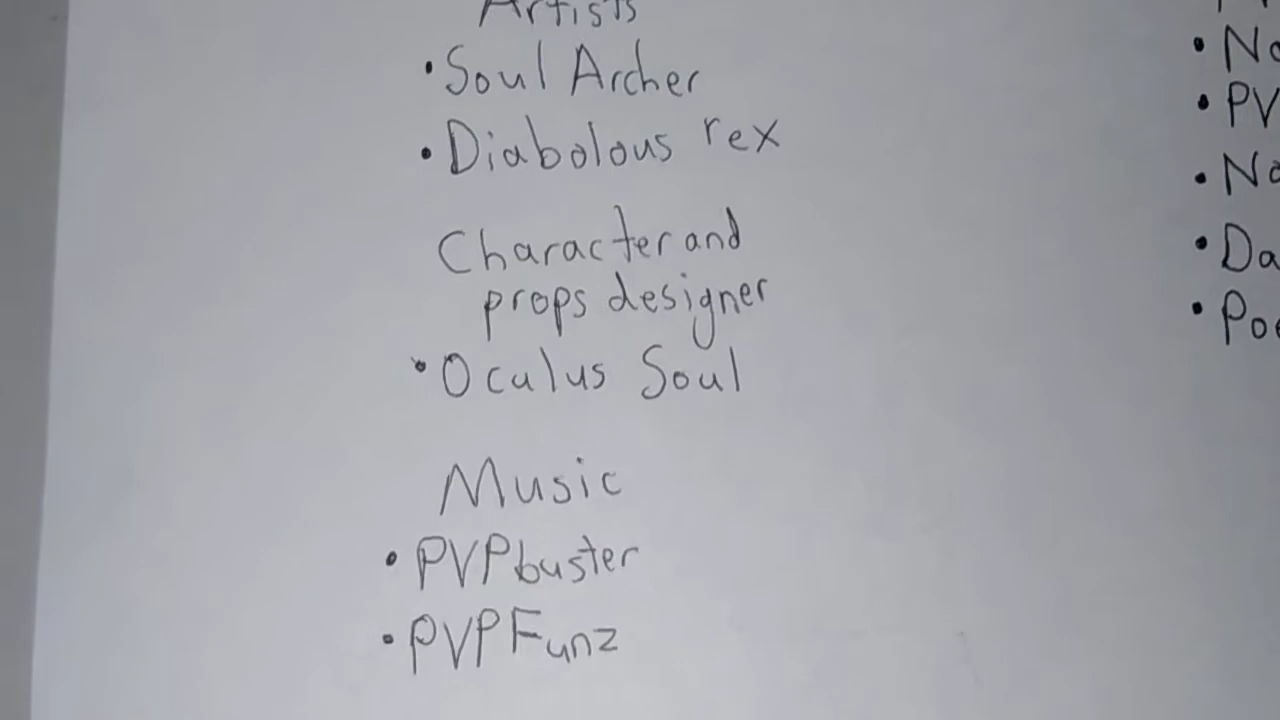 Artists
• Soul Archer
• Diabolous rex
Character and
props designer
• Oculus Soul
Music
• PVPbuster
• PVPFunz